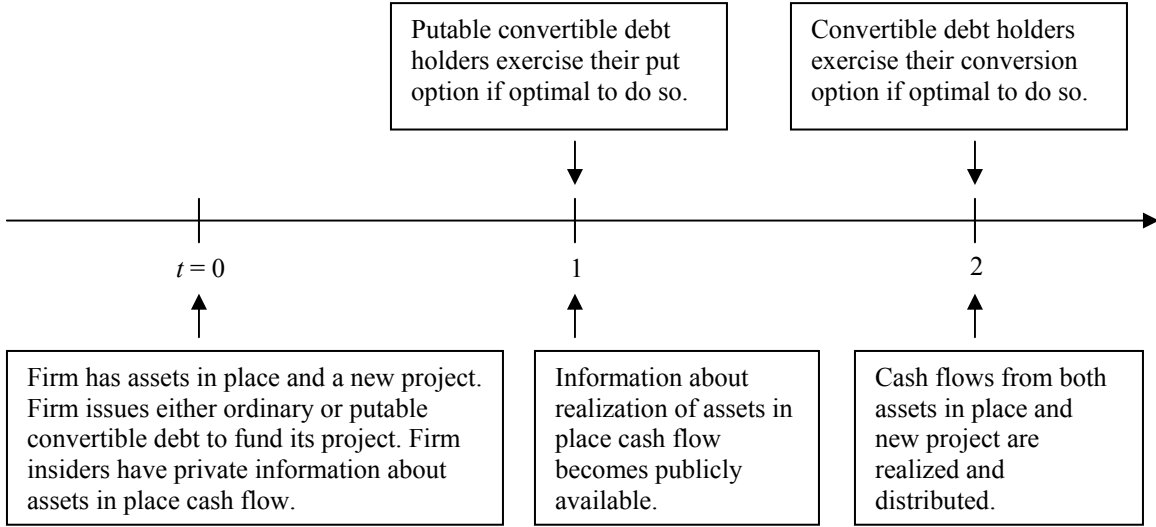 Putable convertible debt
holders exercise their put
option if optimal to do so.
Convertible debt holders
exercise their conversion
option if optimal to do so.
t = 0
1
2
Firm has assets in place and a new project.
Firm issues either ordinary or putable
convertible debt to fund its project. Firm
insiders have private information about
assets in place cash flow.
Information about
realization of assets in
place cash flow
becomes publicly
available.
Cash flows from both
assets in place and
new project are
realized and
distributed.